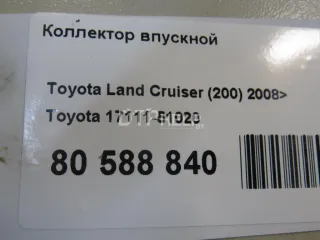 Коллектор впускной
Toyota Land Cruiser (200) 2008>
Toyota 17111-51020
80 588 840